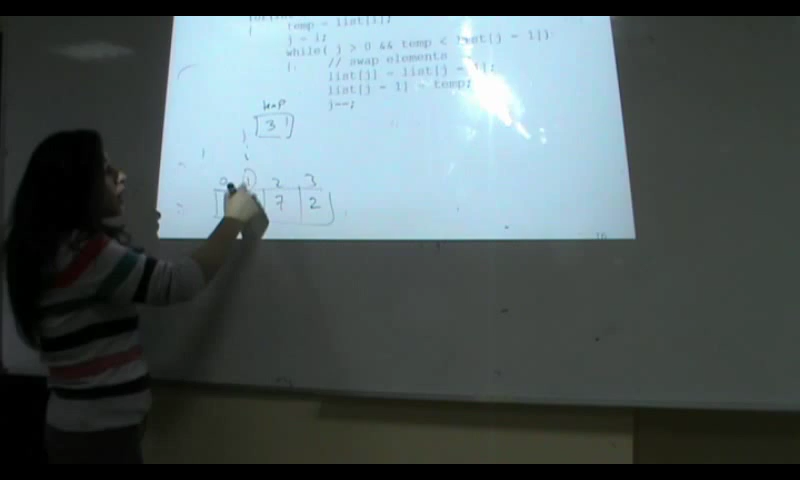 temp = list[i];
j = i;
while( j > 0 && temp < list[j - 1])
{ // swap elements
list[j] = list[j - 1];
list[j - 1] = temp;
j--;
temp
3
j
i
0 1 2 3
7 2
16